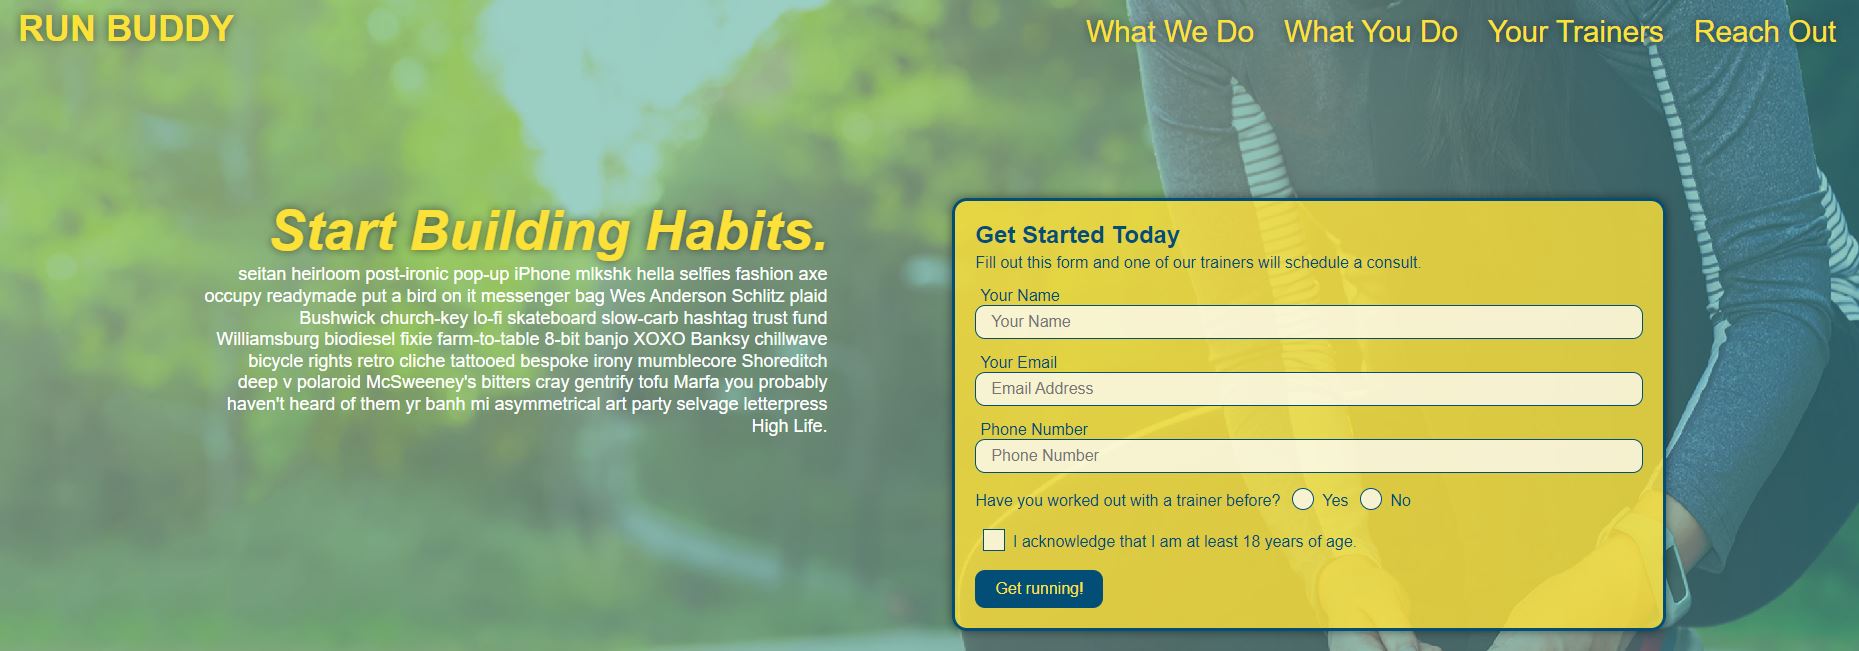 RUN BUDDY
What We Do
What You Do
Your Trainers
Reach Out
Start Building Habits.
seitan heirloom post-ironic pop-up iPhone mlkshk hella selfies fashion axe
occupy readymade put a bird on it messenger bag Wes Anderson Schlitz plaid
Bushwick church-key lo-fi skateboard slow-carb hashtag trust fund
Williamsburg biodiesel fixie farm-to-table 8-bit banjo XOXO Banksy chillwave
bicycle rights retro cliche tattooed bespoke irony mumblecore Shoreditch
deep v polaroid McSweeney's bitters cray gentrify tofu Marfa you probably
haven't heard of them yr banh mi asymmetrical art party selvage letterpress
High Life.
Get Started Today
Fill out this form and one of our trainers will schedule a consult.
Your Name
Your Name
Your Email
Email Address
Phone Number
Phone Number
Have you worked out with a trainer before? Yes No
I acknowledge that I am at least 18 years of age.
Get running!